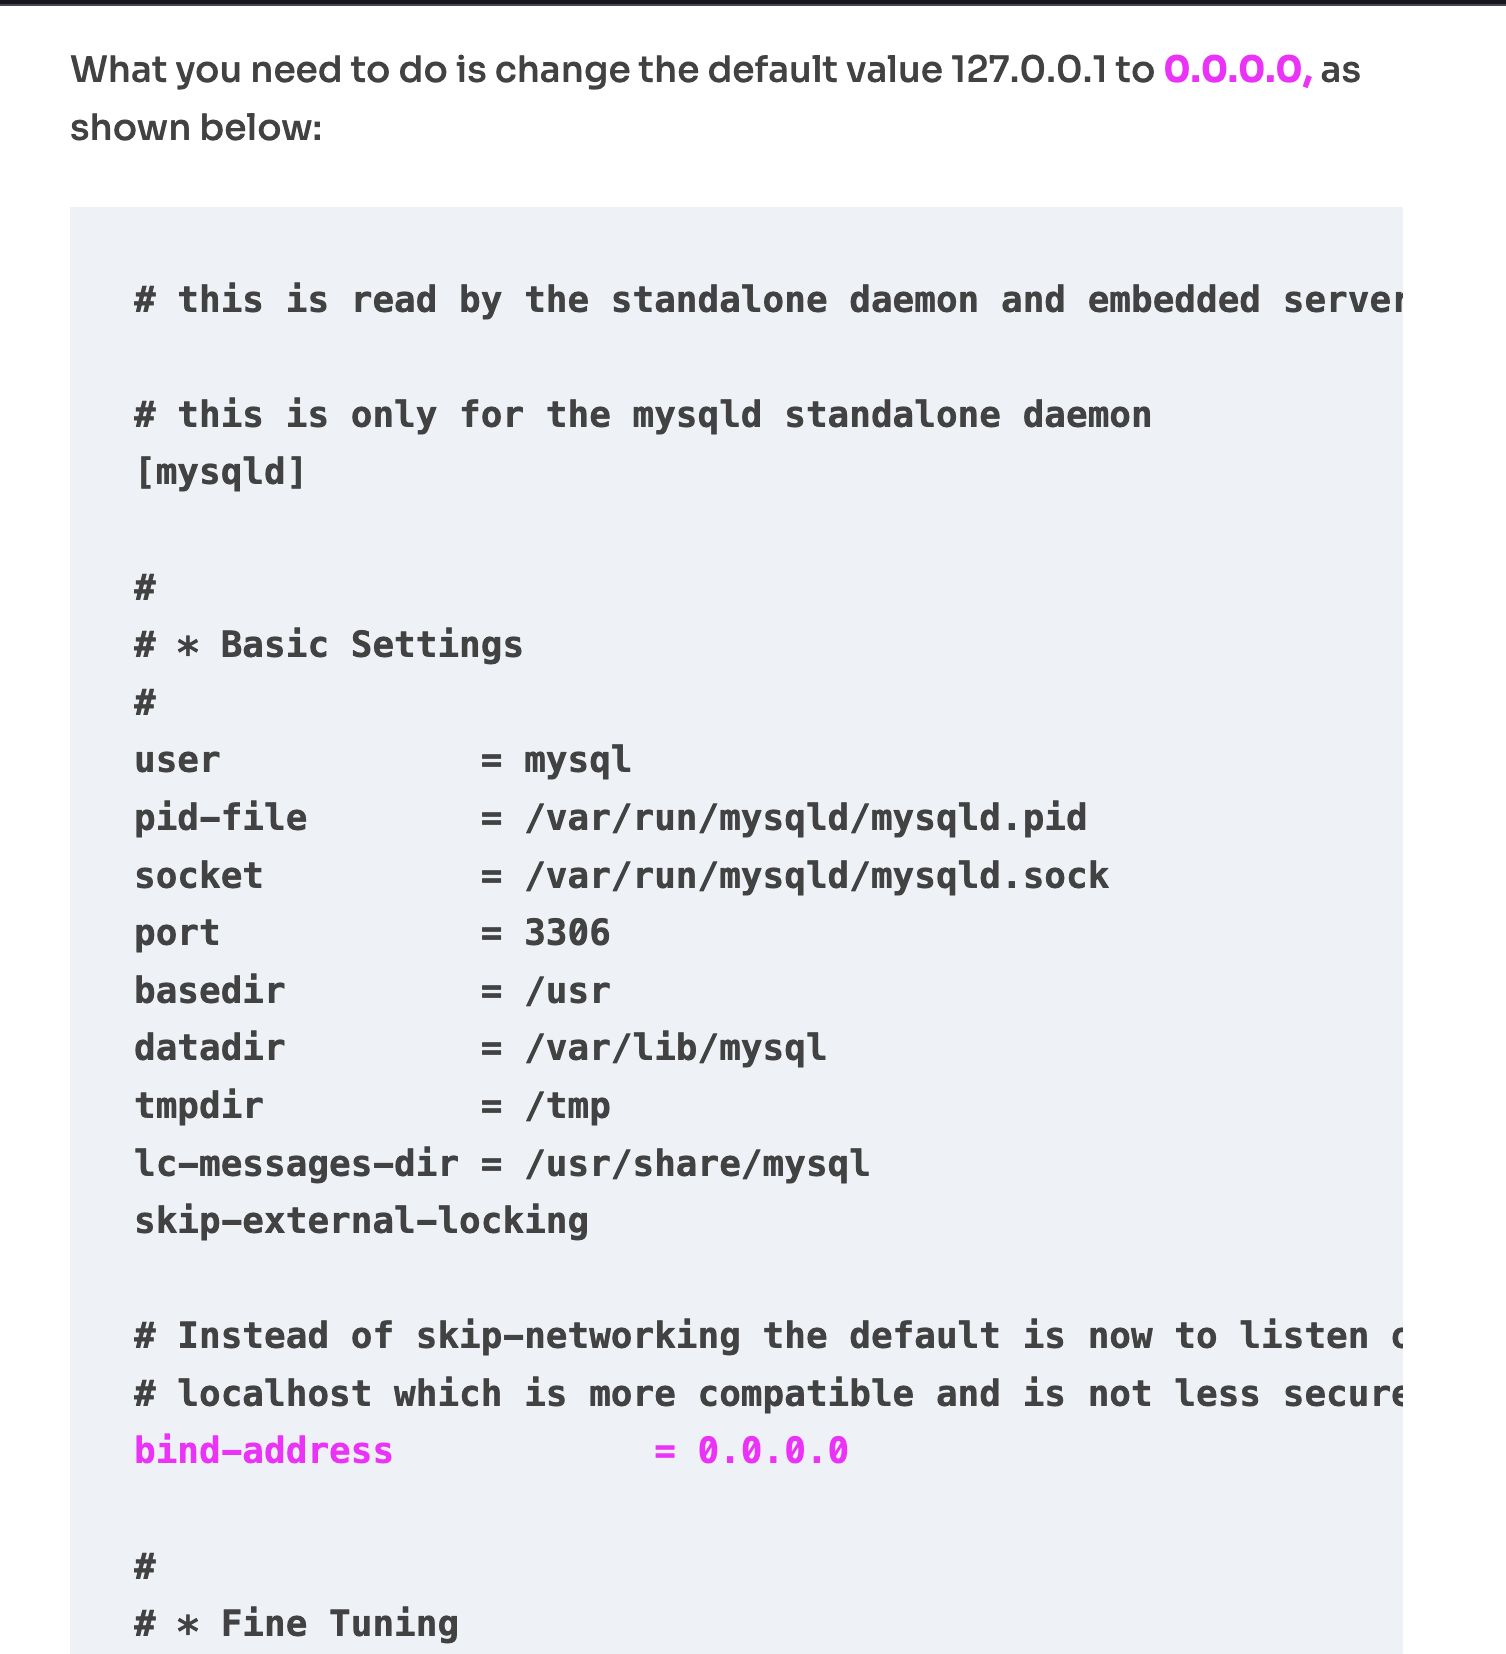 What you need to do is change the default value 127.0.0.1 to 0.0.0.0, as
shown below:
# this is read by the standalone daemon and embedded server
# this is only for the mysqld standalone daemon
[mysqld]
#
# * Basic Settings
#
user            = mysql
pid-file        = /var/run/mysqld/mysqld.pid
socket          = /var/run/mysqld/mysqld.sock
port            = 3306
basedir         = /usr
datadir         = /var/lib/mysql
tmpdir          = /tmp
lc-messages-dir = /usr/share/mysql
skip-external-locking
# Instead of skip-networking the default is now to listen
# localhost which is more compatible and is not less secure
bind-address            = 0.0.0.0
#
# * Fine Tuning